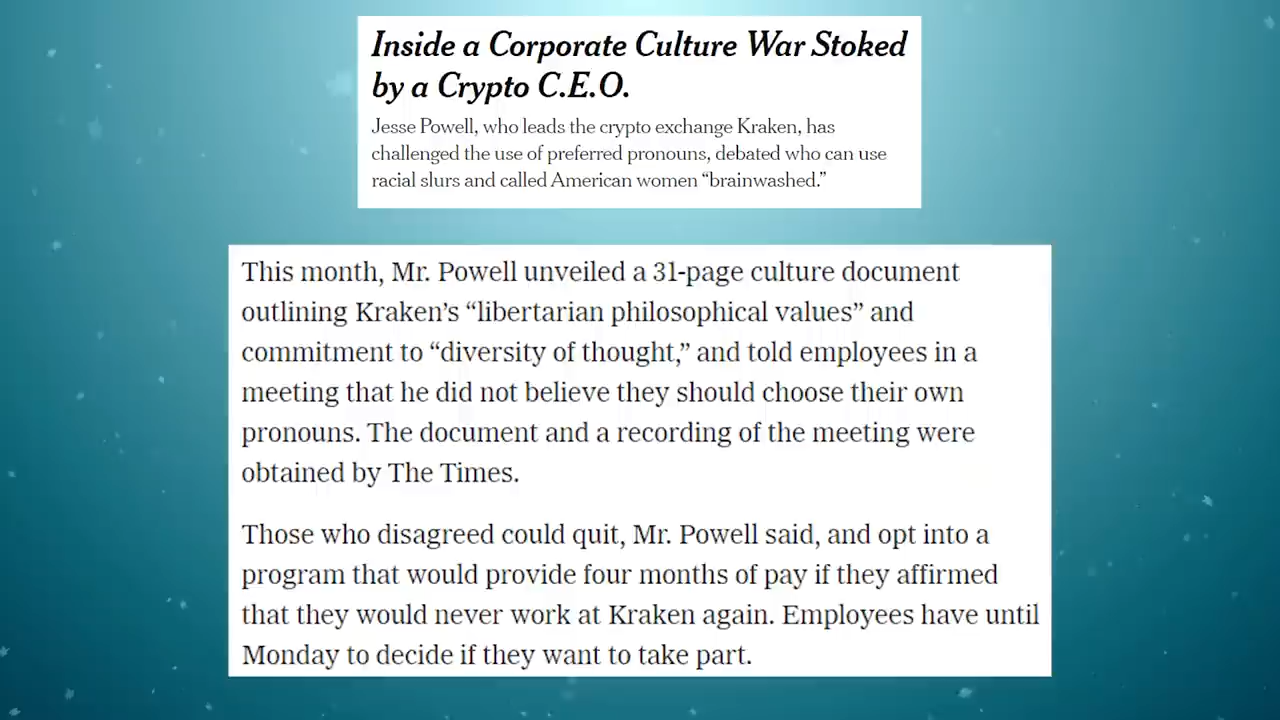 Inside a Corporate Culture War Stoked
by a Crypto C.E.O.
Jesse Powell, who leads the crypto exchange Kraken, has
challenged the use of preferred pronouns, debated who can use
racial slurs and called American women “brainwashed.”
This month, Mr. Powell unveiled a 31-page culture document
outlining Kraken’s “libertarian philosophical values” and
commitment to “diversity of thought,” and told employees in a
meeting that he did not believe they should choose their own
pronouns. The document and a recording of the meeting were
obtained by The Times.
Those who disagreed could quit, Mr. Powell said, and opt into a
program that would provide four months of pay if they affirmed
that they would never work at Kraken again. Employees have until
Monday to decide if they want to take part.